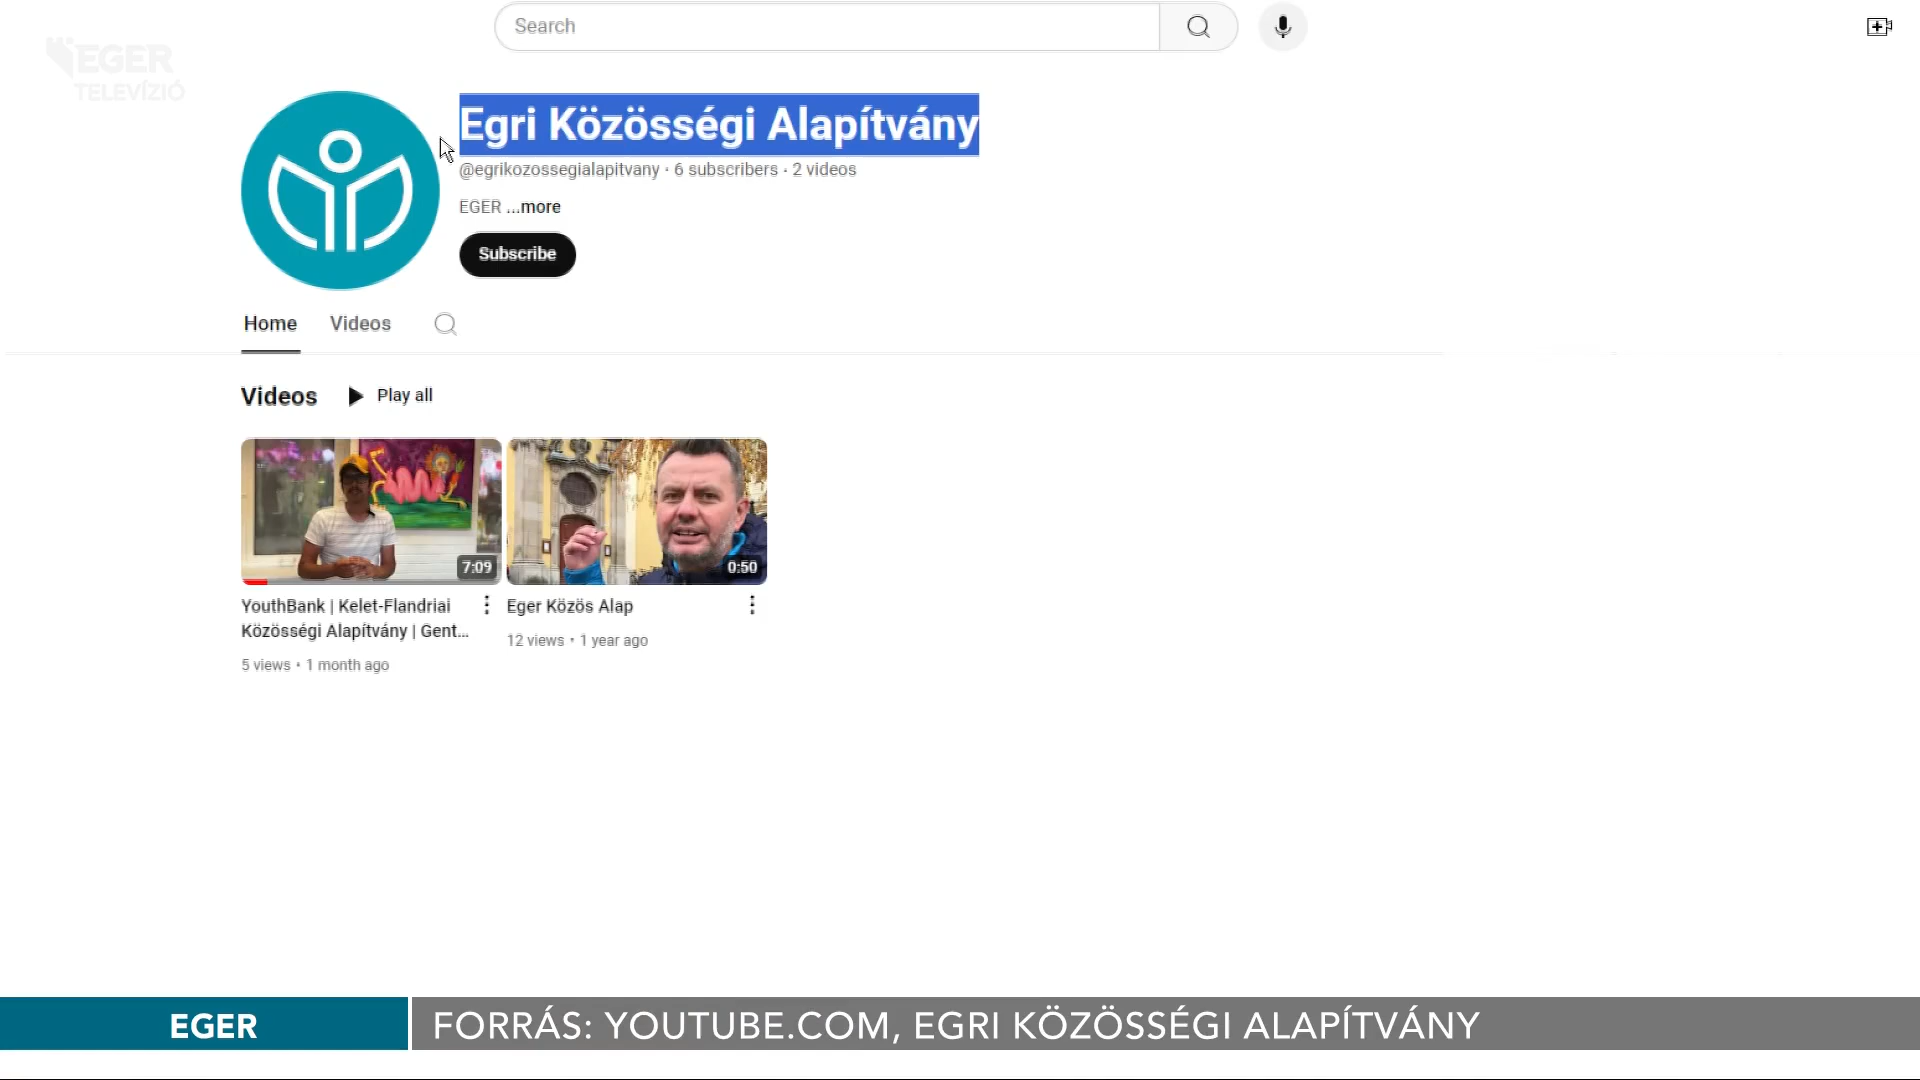 Search
EGER
TELEVÍZIÓ
Egri Közösségi Alapítvány
@egrikozossegialapitvany • 6 subscribers • 2 videos
EGER ...more
Subscribe
Home Videos
Videos Play all
7:09
0:50
YouthBank | Kelet-Flandriai
Közösségi Alapítvány | Gent...
5 views • 1 month ago
Eger Közös Alap
12 views • 1 year ago
EGER
FORRÁS: YOUTUBE.COM, EGRI KÖZÖSSÉGI ALAPÍTVÁNY